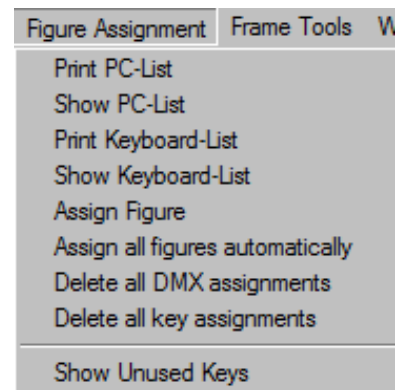 Figure Assignment Frame Tools W
Print PC-List
Show PC-List
Print Keyboard-List
Show Keyboard-List
Assign Figure
Assign all figures automatically
Delete all DMX assignments
Delete all key assignments
Show Unused Keys